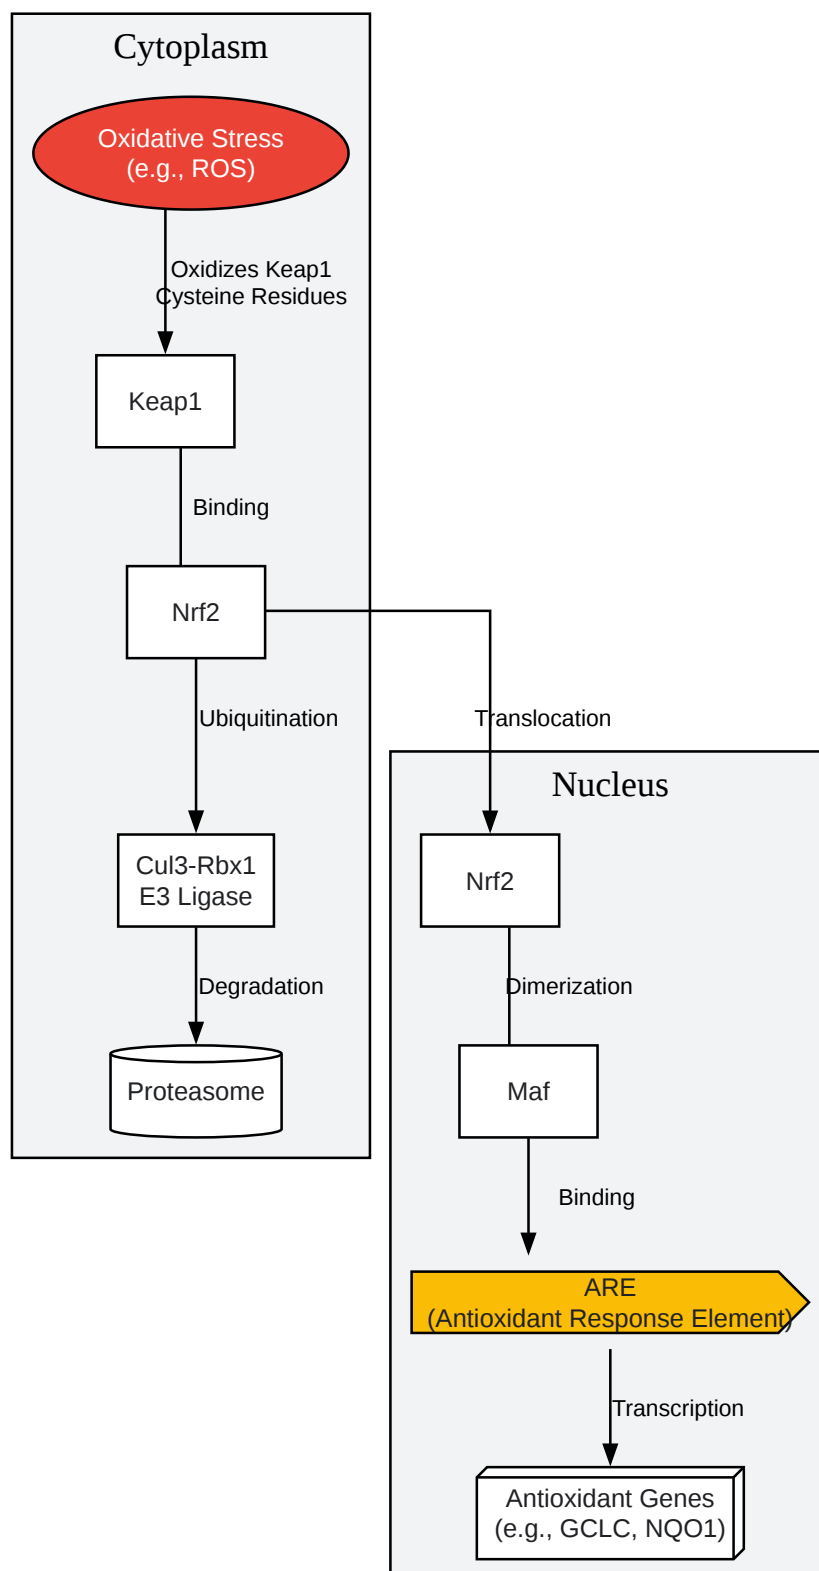 Cytoplasm
Oxidative Stress
(e.g., ROS)
Oxidizes Keap1
Cysteine Residues
Keap1
Binding
Nrf2
Ubiquitination
Translocation
Cul3-Rbx1
E3 Ligase
Degradation
Proteasome
Nucleus
Nrf2
Dimerization
Maf
Binding
ARE
(Antioxidant Response Element)
Transcription
Antioxidant Genes
(e.g., GCLC, NQO1)